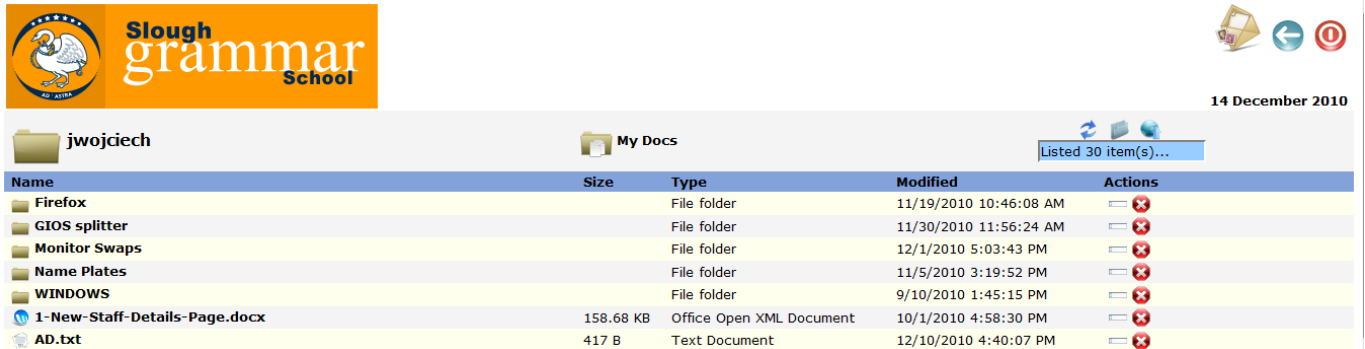 Slough
grammar
School
AD · ASTRA
14 December 2010
jwojciech
My Docs
Listed 30 item(s)...
Name Size Type Modified Actions
Firefox File folder 11/19/2010 10:46:08 AM
GIOS splitter File folder 11/30/2010 11:56:24 AM
Monitor Swaps File folder 12/1/2010 5:03:43 PM
Name Plates File folder 11/5/2010 3:19:52 PM
WINDOWS File folder 9/10/2010 1:45:15 PM
1-New-Staff-Details-Page.docx 158.68 KB Office Open XML Document 10/1/2010 4:58:30 PM
AD.txt 417 B Text Document 12/10/2010 4:40:07 PM